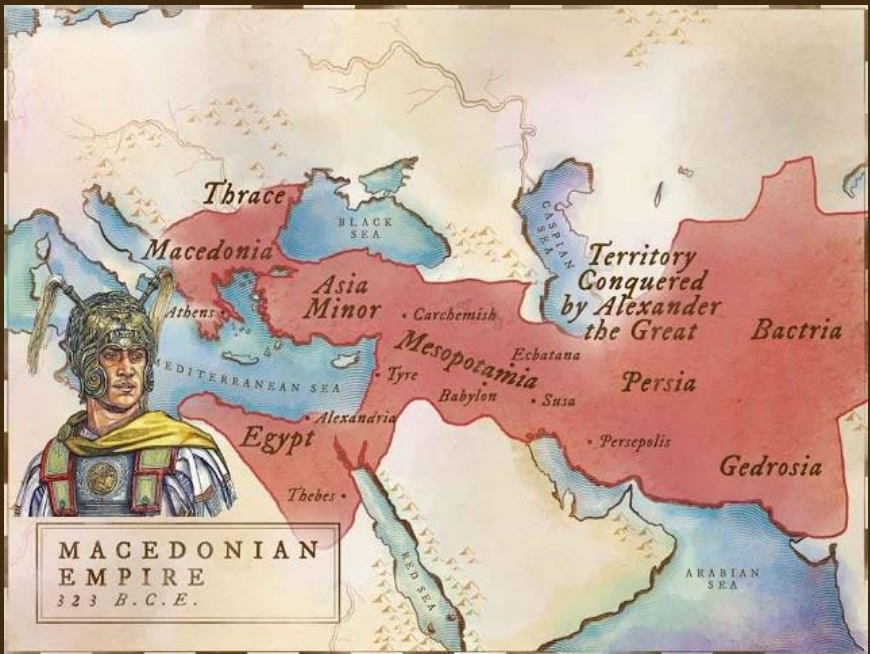 Thrace
BLACK
SEA
CASPIAN
SEA
Macedonia
Territory
Conquered
by Alexander
the Great
Asia
Minor
Athens
Carchemish
Bactria
Mesopotamia
Ecbatana
MEDITERRANEAN SEA
Tyre
Persia
Babylon
Susa
Alexandria
Egypt
Persepolis
Gedrosia
Thebes
MACEDONIAN
EMPIRE
323 B.C.E.
RED SEA
ARABIAN
SEA